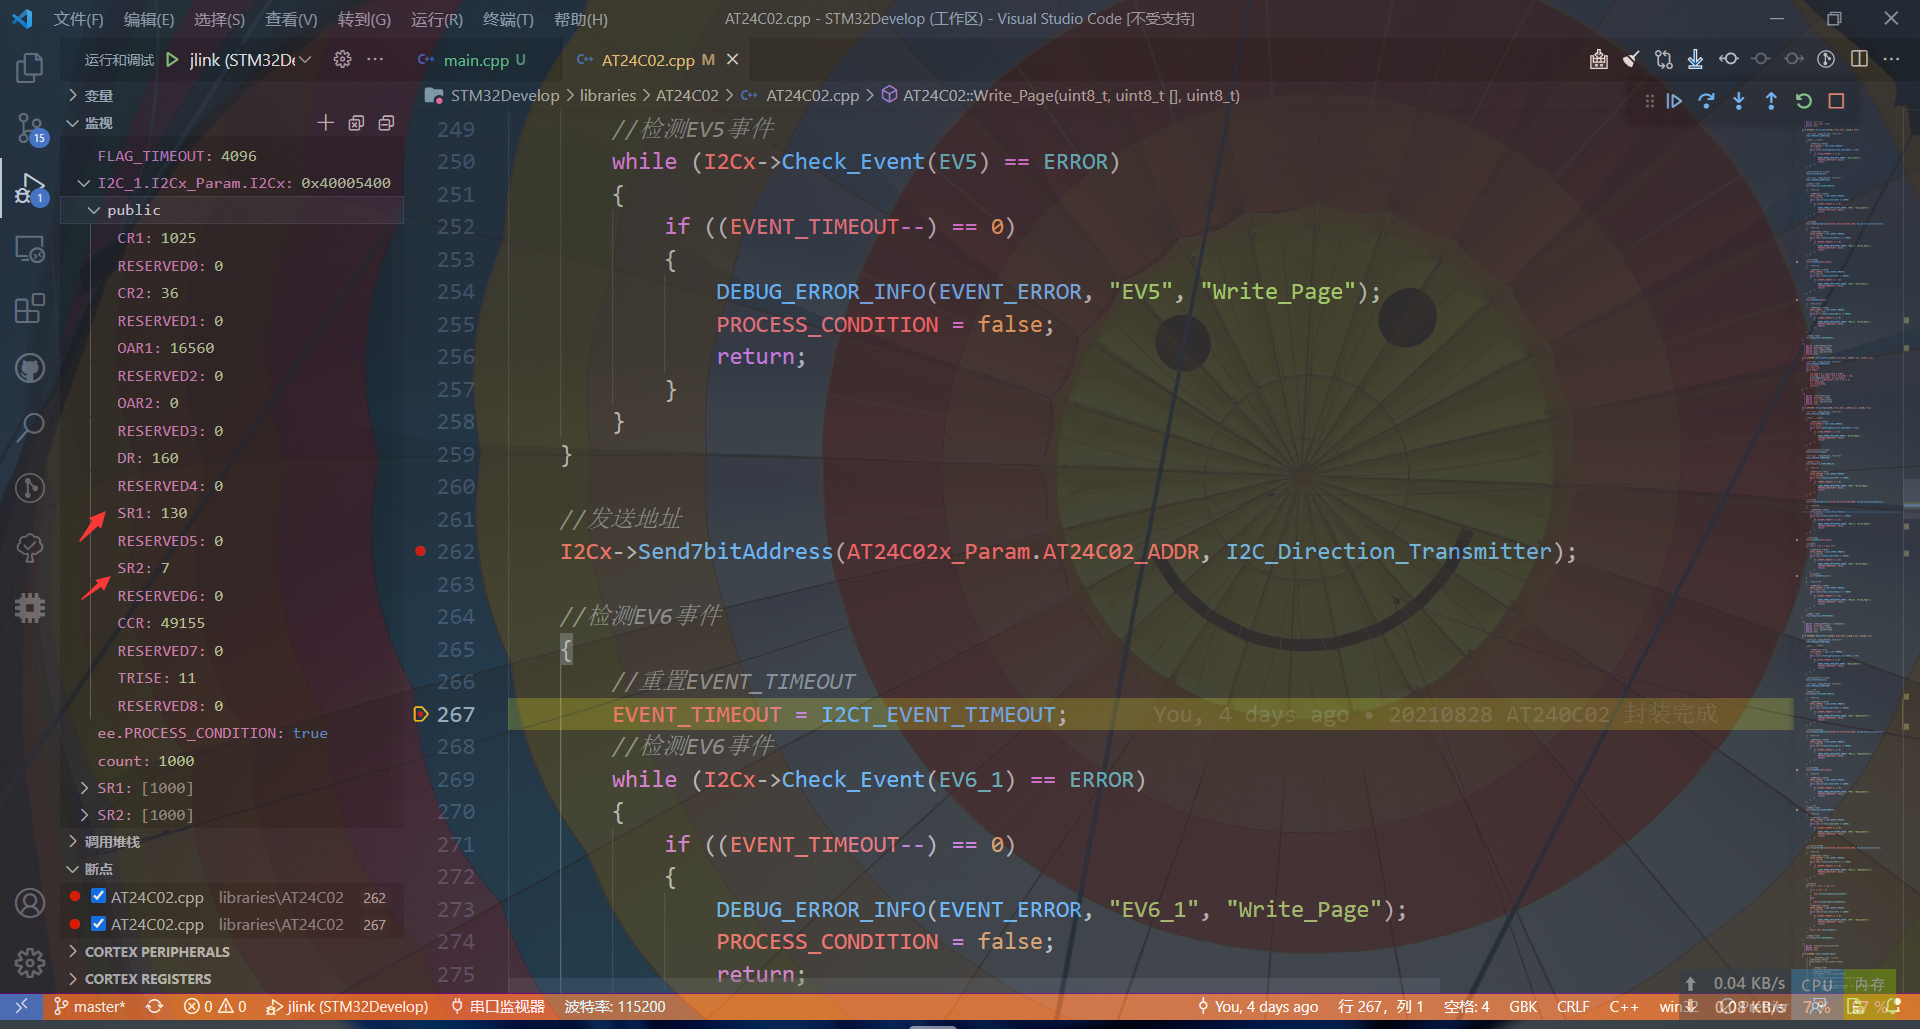 文件(F) 编辑(E) 选择(S) 查看(V) 转到(G) 运行(R) 终端(T) 帮助(H) AT24C02.cpp - STM32Develop (工作区) - Visual Studio Code [不受支持]
运行和调试 jlink (STM32De main.cpp U AT24C02.cpp M
STM32Develop > libraries > AT24C02 > AT24C02.cpp > AT24C02::Write_Page(uint8_t, uint8_t [], uint8_t)
变量
监视
FLAG_TIMEOUT: 4096
I2C_1.I2Cx_Param.I2Cx: 0x40005400
public
CR1: 1025
RESERVED0: 0
CR2: 36
RESERVED1: 0
OAR1: 16560
RESERVED2: 0
OAR2: 0
RESERVED3: 0
DR: 160
RESERVED4: 0
SR1: 130
RESERVED5: 0
SR2: 7
RESERVED6: 0
CCR: 49155
RESERVED7: 0
TRISE: 11
RESERVED8: 0
ee.PROCESS_CONDITION: true
count: 1000
SR1: [1000]
SR2: [1000]
调用堆栈
断点
AT24C02.cpp libraries\AT24C02 262
AT24C02.cpp libraries\AT24C02 267
CORTEX PERIPHERALS
CORTEX REGISTERS
15
1
249 //检测EV5事件
250 while (I2Cx->Check_Event(EV5) == ERROR)
251 {
252 if ((EVENT_TIMEOUT--) == 0)
253 {
254 DEBUG_ERROR_INFO(EVENT_ERROR, "EV5", "Write_Page");
255 PROCESS_CONDITION = false;
256 return;
257 }
258 }
259 }
260
261 //发送地址
262 I2Cx->Send7bitAddress(AT24C02x_Param.AT24C02_ADDR, I2C_Direction_Transmitter);
263
264 //检测EV6事件
265 {
266 //重置EVENT_TIMEOUT
267 EVENT_TIMEOUT = I2CT_EVENT_TIMEOUT; You, 4 days ago • 20210828 AT240C02 封装完成
268 //检测EV6事件
269 while (I2Cx->Check_Event(EV6_1) == ERROR)
270 {
271 if ((EVENT_TIMEOUT--) == 0)
272 {
273 DEBUG_ERROR_INFO(EVENT_ERROR, "EV6_1", "Write_Page");
274 PROCESS_CONDITION = false;
275 return;
0.04 KB/s CPU 内存
master* 0 0 jlink (STM32Develop) 串口监视器 波特率: 115200 You, 4 days ago 行 267，列 1 空格: 4 GBK CRLF C++ win32 0.08 KB/s